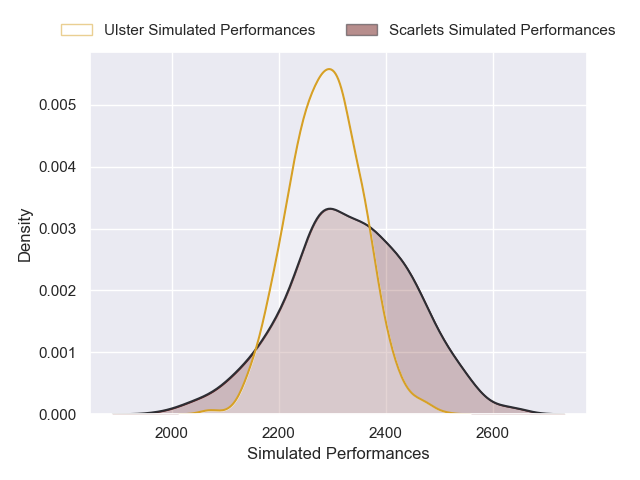 Ulster Simulated Performances Scarlets Simulated Performances
0.005
0.004
0.003
0.002
0.001
0.000
Density
2000 2200 2400 2600
Simulated Performances